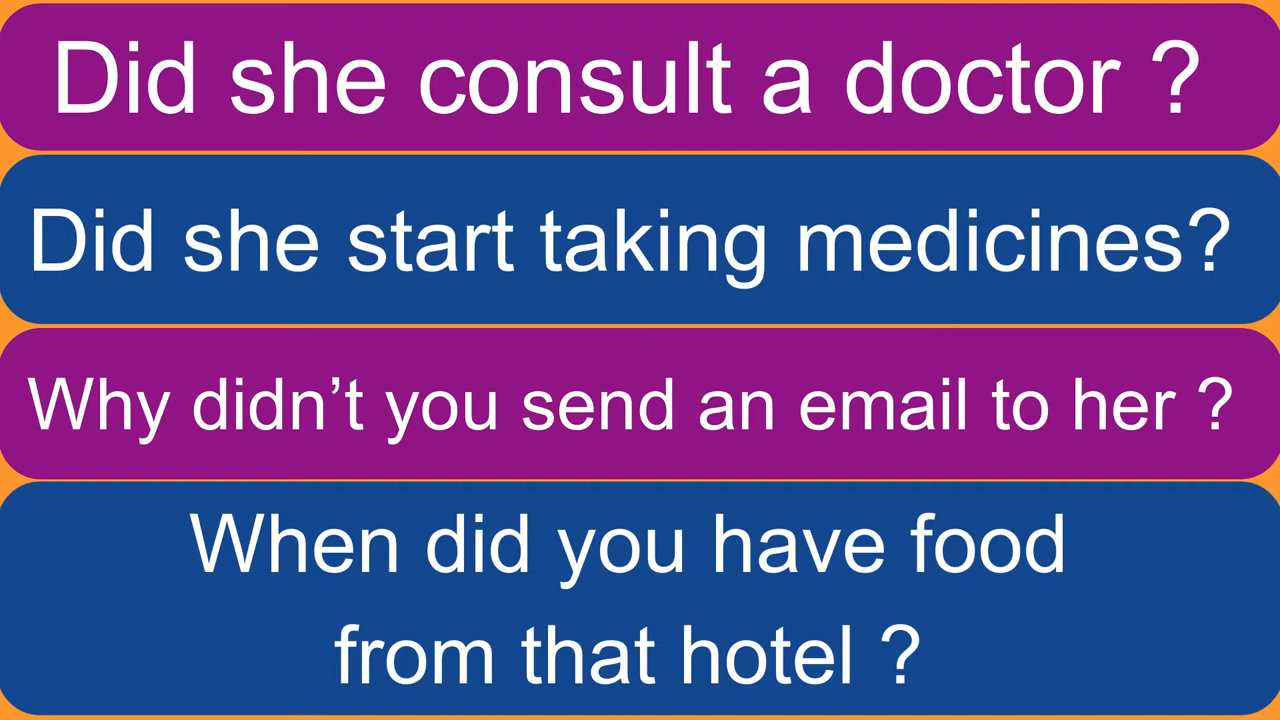 Did she consult a doctor ?
Did she start taking medicines?
Why didn’t you send an email to her ?
When did you have food
from that hotel ?